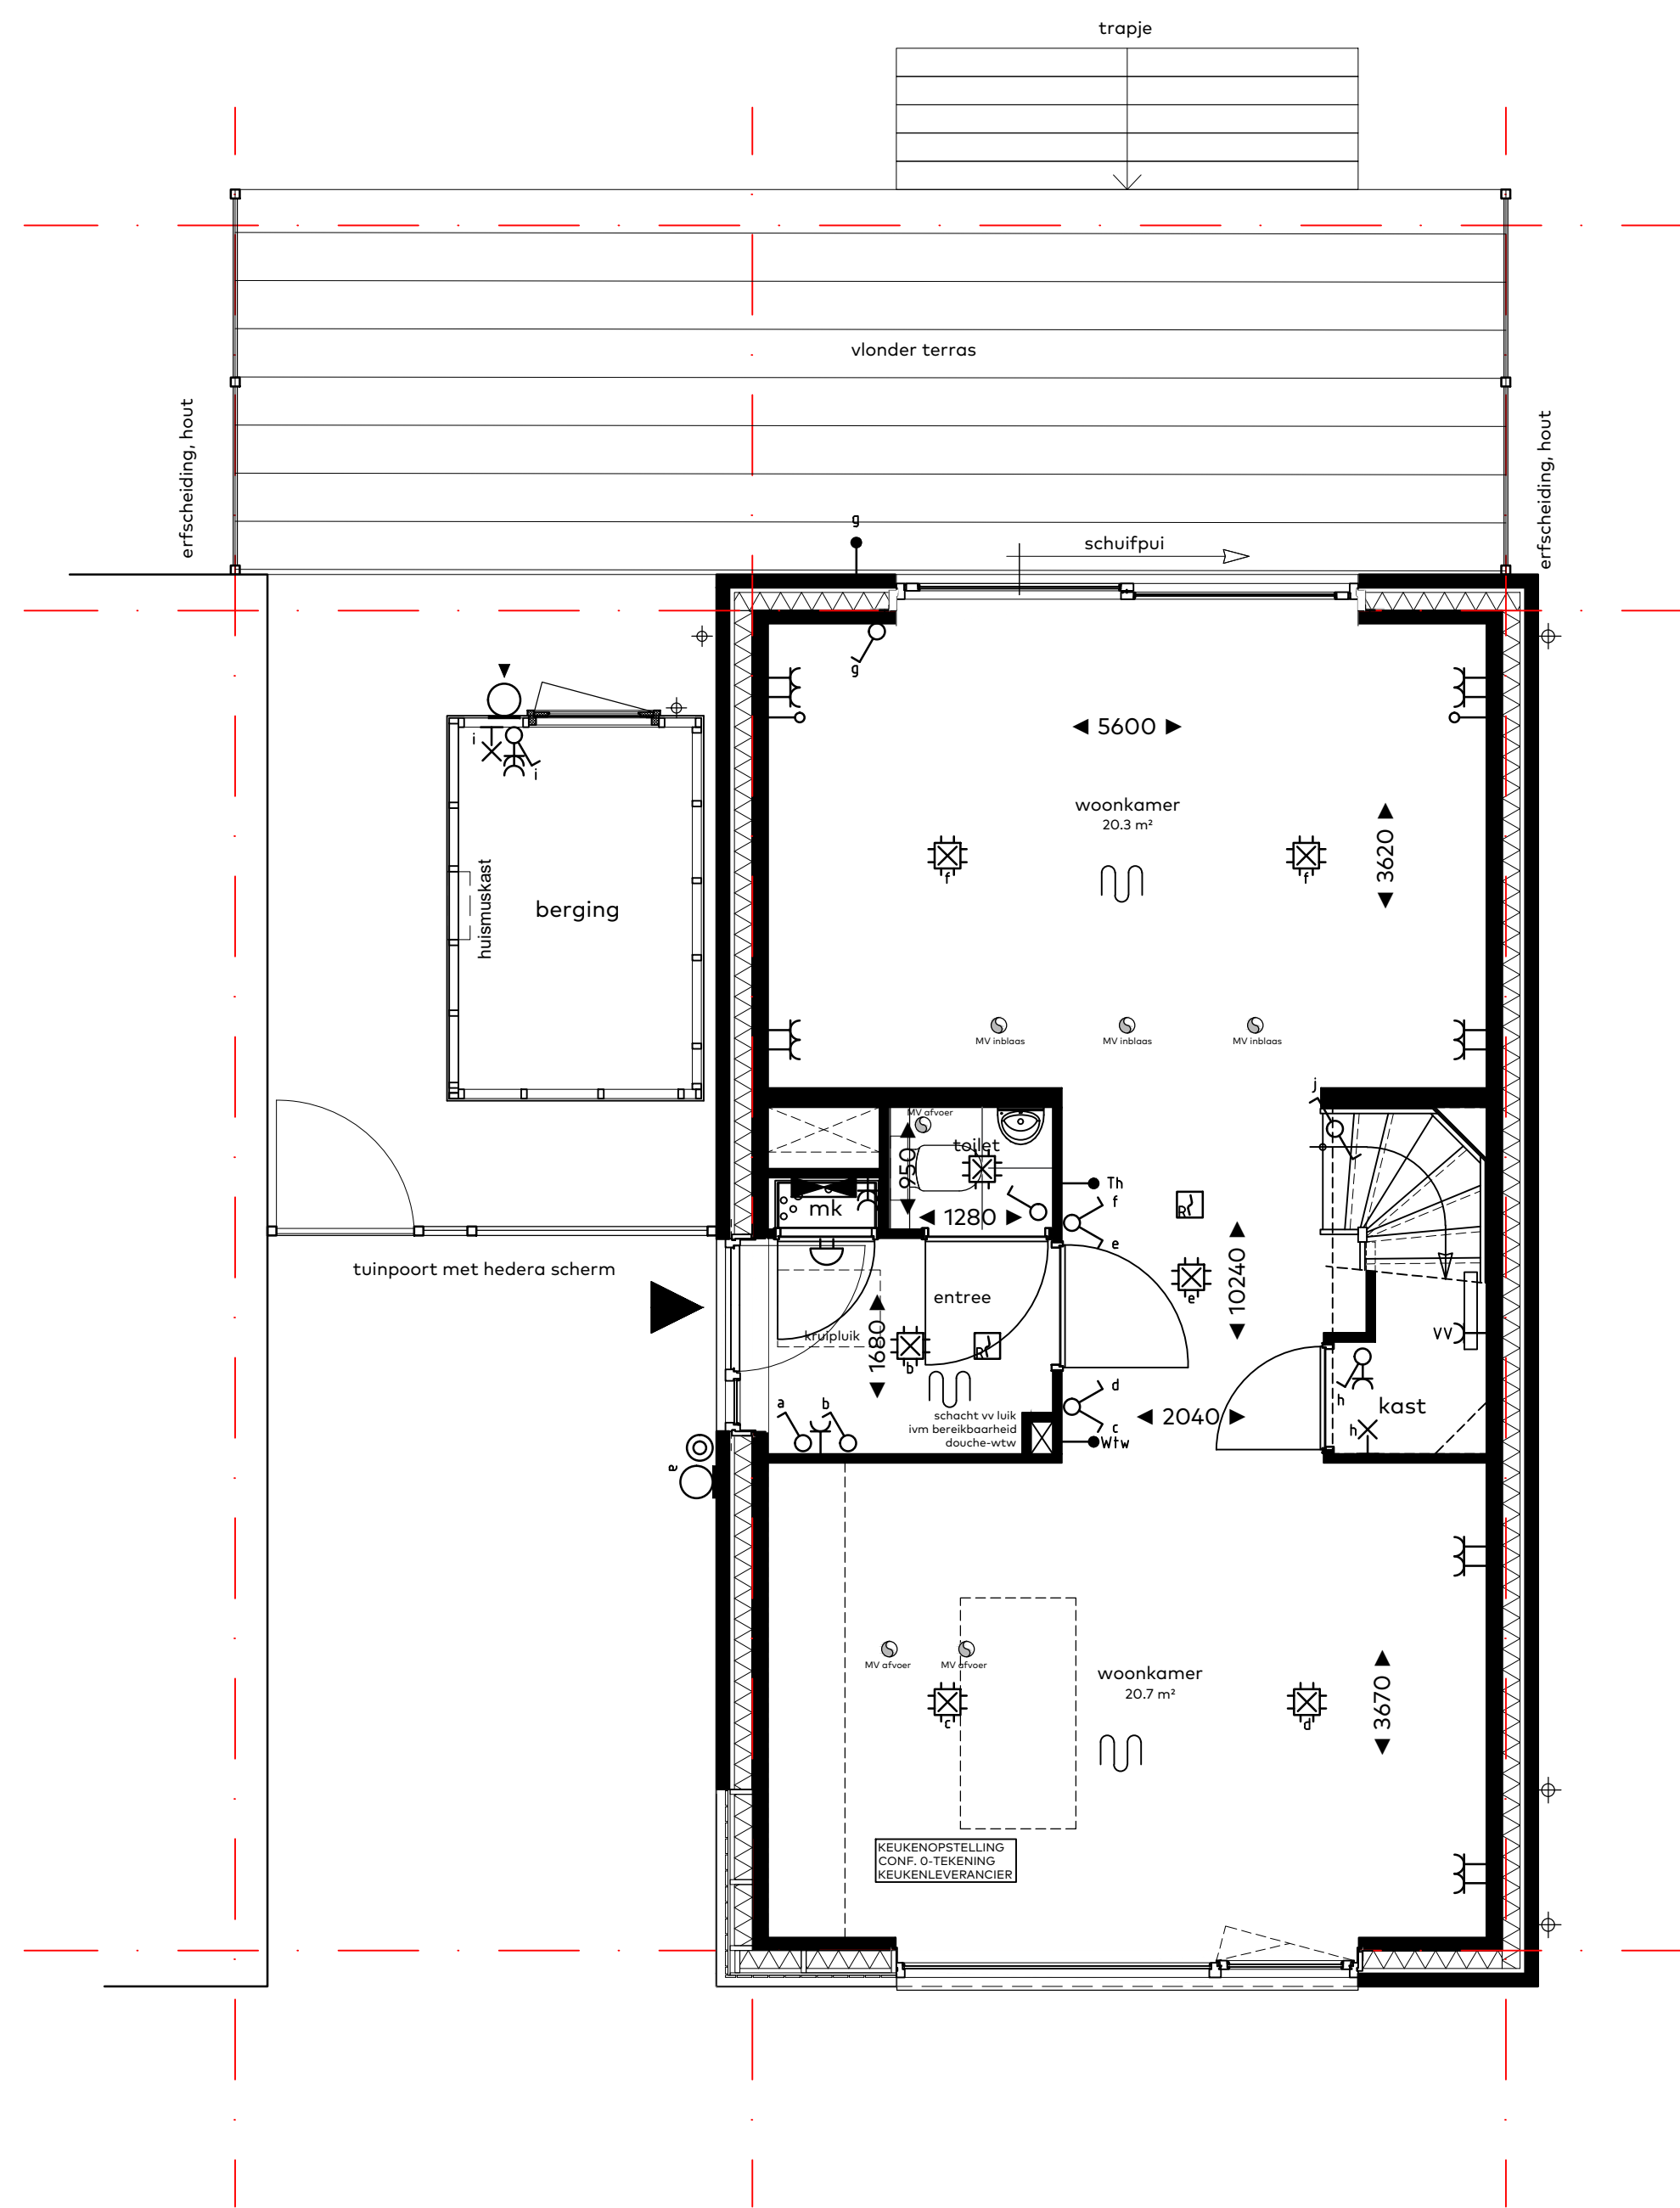 trapje
vlonder terras
erfscheiding, hout
erfscheiding, hout
g
schuifpui
g
5600
woonkamer
20.3 m²
3620
f
f
i
i
berging
huismuskast
MV inblaas
MV inblaas
MV inblaas
j
MV afvoer
toilet
950
1280
mk
Th
f
e
R
e
10240
tuinpoort met hedera scherm
entree
kruipluik
1680
b
R
VV
a
b
schacht vv luik
ivm bereikbaarheid
douche-wtw
d
c
Wtw
2040
h
h
kast
a
MV afvoer
MV afvoer
woonkamer
20.7 m²
3670
c
d
KEUKENOPSTELLING
CONF. 0-TEKENING
KEUKENLEVERANCIER